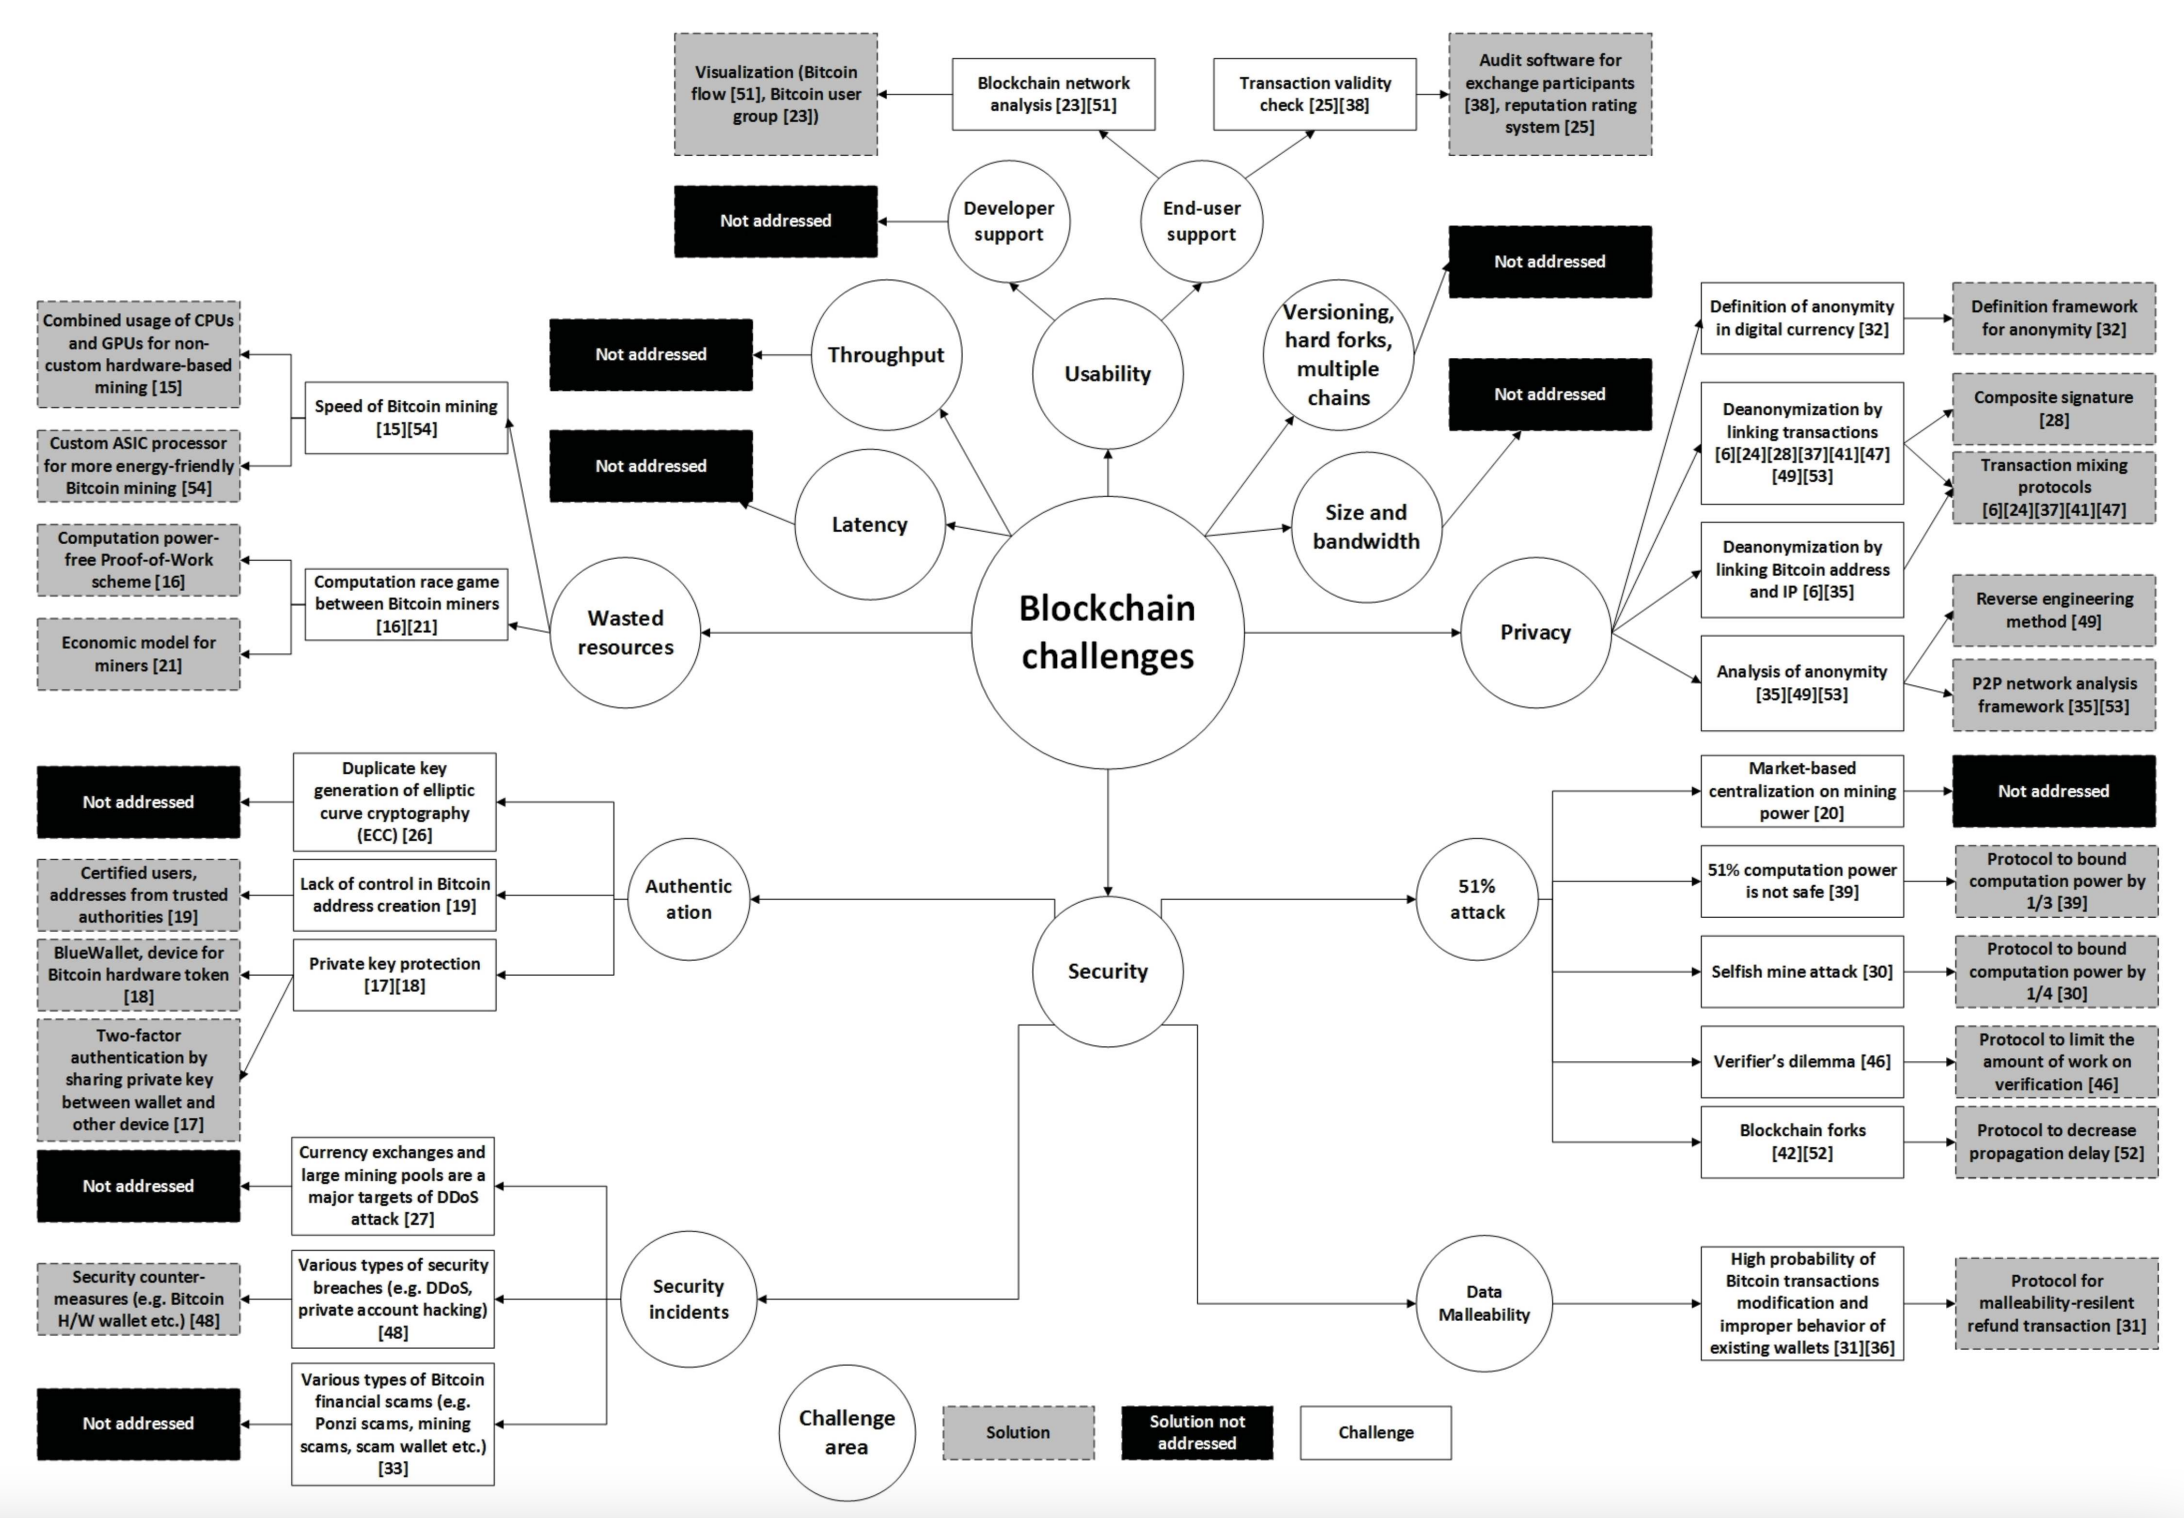 Visualization (Bitcoin
flow [51], Bitcoin user
group [23])
Blockchain network
analysis [23][51]
Transaction validity
check [25][38]
Audit software for
exchange participants
[38], reputation rating
system [25]
Not addressed
Developer
support
End-user
support
Not addressed
Not addressed
Throughput
Usability
Versioning,
hard forks,
multiple
chains
Not addressed
Not addressed
Latency
Size and
bandwidth
Blockchain
challenges
Combined usage of CPUs
and GPUs for non-
custom hardware-based
mining [15]
Custom ASIC processor
for more energy-friendly
Bitcoin mining [54]
Speed of Bitcoin mining
[15][54]
Computation power-
free Proof-of-Work
scheme [16]
Economic model for
miners [21]
Computation race game
between Bitcoin miners
[16][21]
Wasted
resources
Privacy
Definition of anonymity
in digital currency [32]
Definition framework
for anonymity [32]
Deanonymization by
linking transactions
[6][24][28][37][41][47]
[49][53]
Composite signature
[28]
Transaction mixing
protocols
[6][24][37][41][47]
Deanonymization by
linking Bitcoin address
and IP [6][35]
Analysis of anonymity
[35][49][53]
Reverse engineering
method [49]
P2P network analysis
framework [35][53]
Not addressed
Duplicate key
generation of elliptic
curve cryptography
(ECC) [26]
Certified users,
addresses from trusted
authorities [19]
Lack of control in Bitcoin
address creation [19]
BlueWallet, device for
Bitcoin hardware token
[18]
Private key protection
[17][18]
Two-factor
authentication by
sharing private key
between wallet and
other device [17]
Authentic
ation
Security
51%
attack
Market-based
centralization on mining
power [20]
Not addressed
51% computation power
is not safe [39]
Protocol to bound
computation power by
1/3 [39]
Selfish mine attack [30]
Protocol to bound
computation power by
1/4 [30]
Verifier's dilemma [46]
Protocol to limit the
amount of work on
verification [46]
Blockchain forks
[42][52]
Protocol to decrease
propagation delay [52]
Not addressed
Currency exchanges and
large mining pools are a
major targets of DDoS
attack [27]
Security counter-
measures (e.g. Bitcoin
H/W wallet etc.) [48]
Various types of security
breaches (e.g. DDoS,
private account hacking)
[48]
Not addressed
Various types of Bitcoin
financial scams (e.g.
Ponzi scams, mining
scams, scam wallet etc.)
[33]
Security
incidents
Data
Malleability
High probability of
Bitcoin transactions
modification and
improper behavior of
existing wallets [31][36]
Protocol for
malleability-resilent
refund transaction [31]
Challenge
area
Solution
Solution not
addressed
Challenge